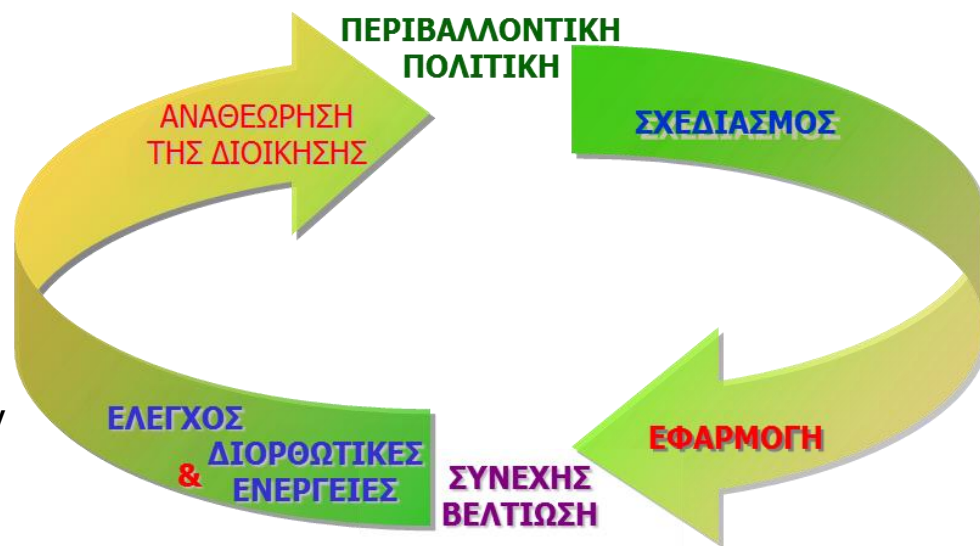 ΠΕΡΙΒΑΛΛΟΝΤΙΚΗ
ΠΟΛΙΤΙΚΗ
ΣΧΕΔΙΑΣΜΟΣ
ΕΦΑΡΜΟΓΗ
ΣΥΝΕΧΗΣ
ΒΕΛΤΙΩΣΗ
ΕΛΕΓΧΟΣ
& ΔΙΟΡΘΩΤΙΚΕΣ
ΕΝΕΡΓΕΙΕΣ
ΑΝΑΘΕΩΡΗΣΗ
ΤΗΣ ΔΙΟΙΚΗΣΗΣ